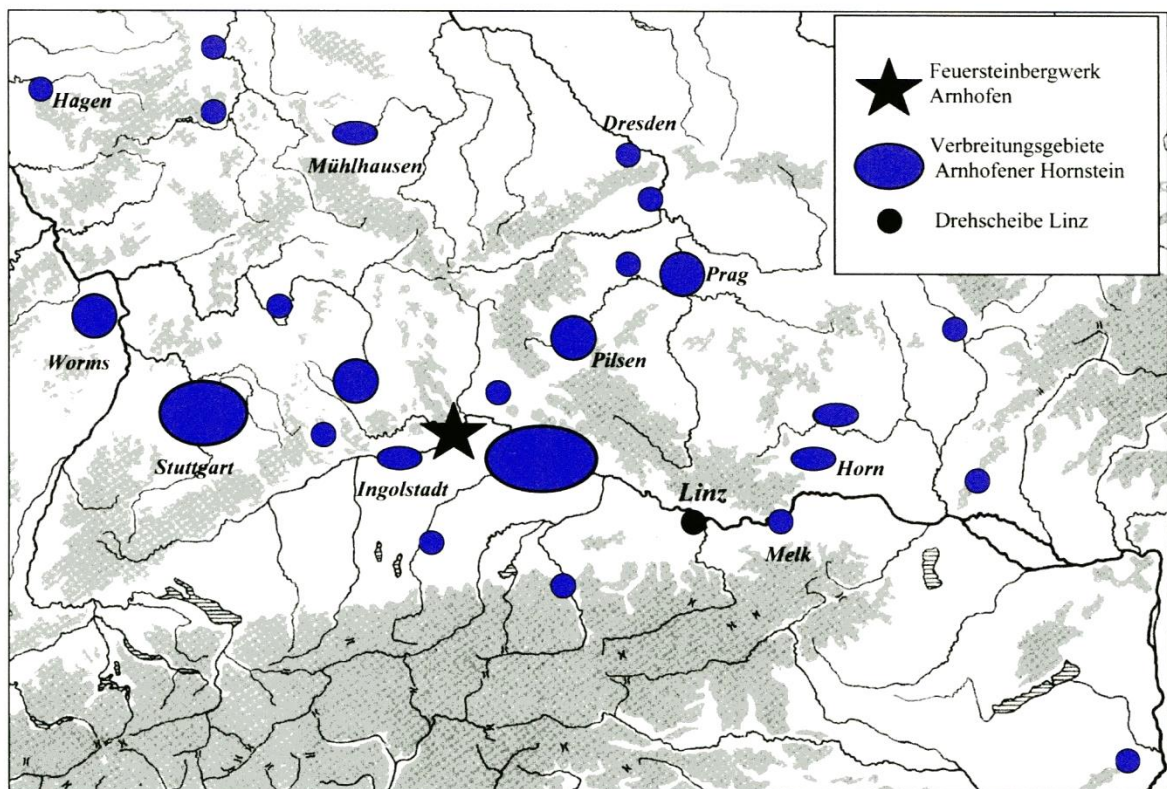 Hagen
Mühlhausen
Dresden
Feuersteinbergwerk
Arnhofen
Verbreitungsgebiete
Arnhofener Hornstein
Drehscheibe Linz
Prag
Worms
Pilsen
Stuttgart
Ingolstadt
Horn
Linz
Melk